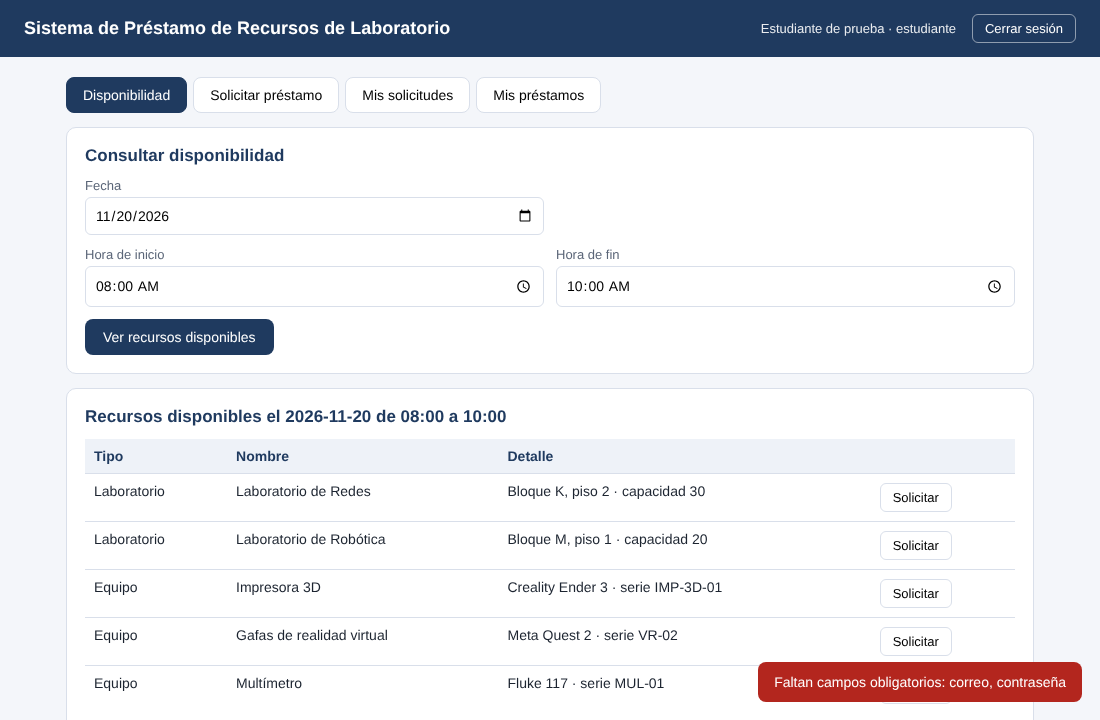 Sistema de Préstamo de Recursos de Laboratorio
Estudiante de prueba · estudiante
Cerrar sesión
Disponibilidad
Solicitar préstamo
Mis solicitudes
Mis préstamos
Consultar disponibilidad
Fecha
11/20/2026
Hora de inicio
Hora de fin
08:00 AM
10:00 AM
Ver recursos disponibles
Recursos disponibles el 2026-11-20 de 08:00 a 10:00
Tipo Nombre Detalle
Laboratorio Laboratorio de Redes Bloque K, piso 2 · capacidad 30 Solicitar
Laboratorio Laboratorio de Robótica Bloque M, piso 1 · capacidad 20 Solicitar
Equipo Impresora 3D Creality Ender 3 · serie IMP-3D-01 Solicitar
Equipo Gafas de realidad virtual Meta Quest 2 · serie VR-02 Solicitar
Equipo Multímetro Fluke 117 · serie MUL-01
Faltan campos obligatorios: correo, contraseña